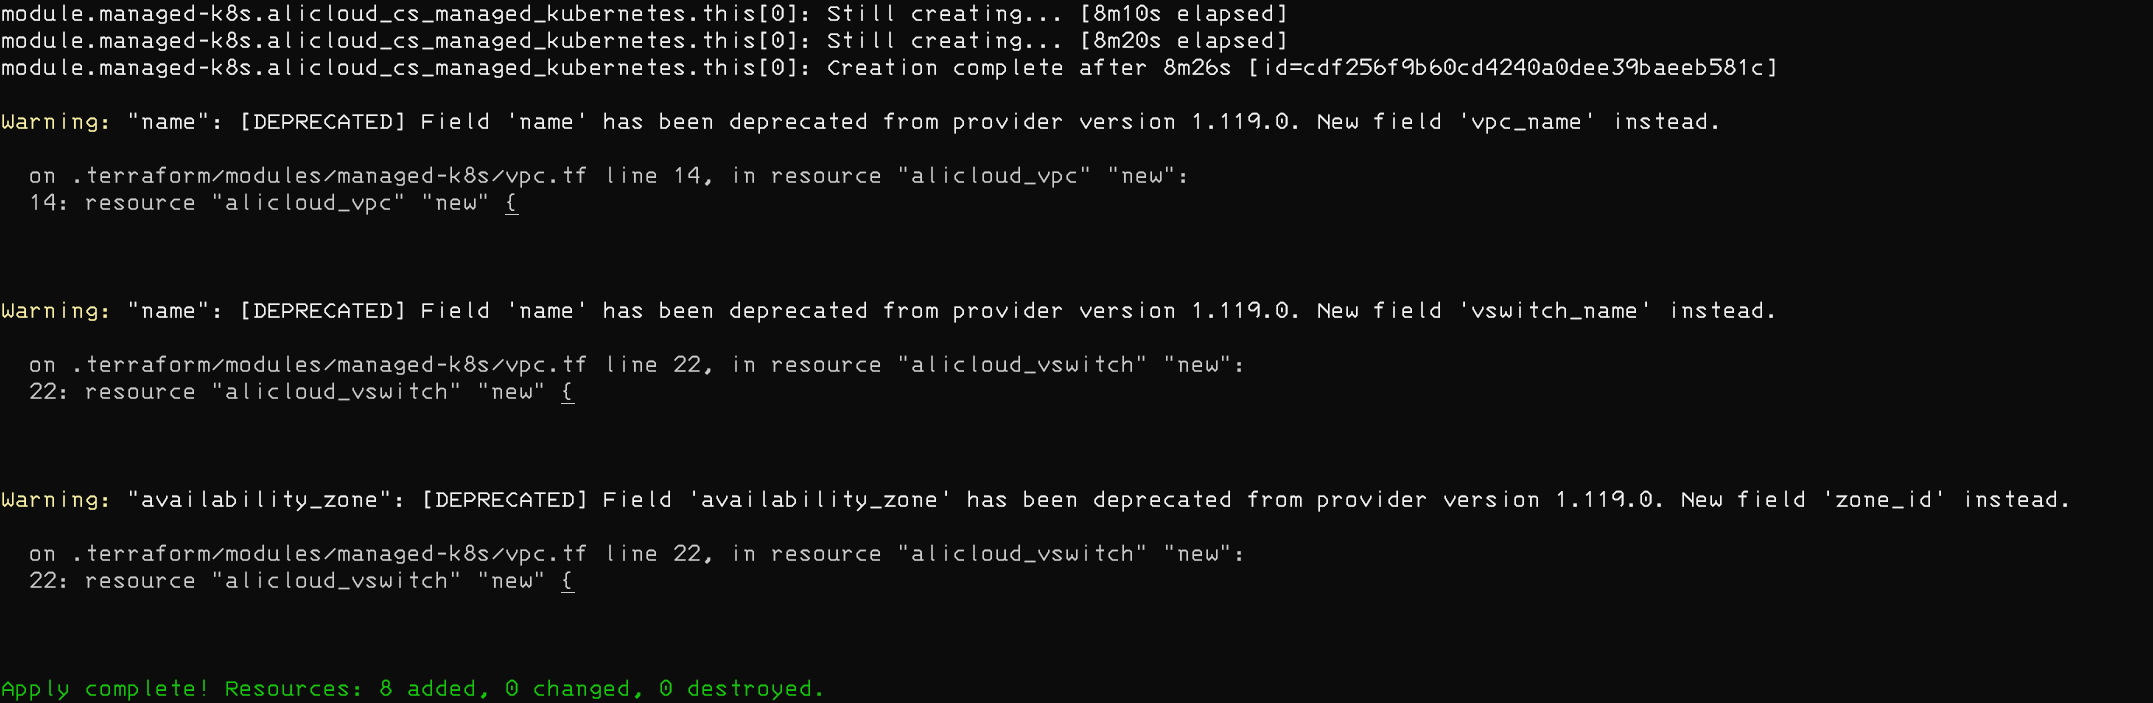 module.managed-k8s.alicloud_cs_managed_kubernetes.this[0]: Still creating... [8m10s elapsed]
module.managed-k8s.alicloud_cs_managed_kubernetes.this[0]: Still creating... [8m20s elapsed]
module.managed-k8s.alicloud_cs_managed_kubernetes.this[0]: Creation complete after 8m26s [id=cdf256f9b60cd4240a0dee39baeeb581c]
Warning: "name": [DEPRECATED] Field 'name' has been deprecated from provider version 1.119.0. New field 'vpc_name' instead.
on .terraform/modules/managed-k8s/vpc.tf line 14, in resource "alicloud_vpc" "new":
14: resource "alicloud_vpc" "new" {
Warning: "name": [DEPRECATED] Field 'name' has been deprecated from provider version 1.119.0. New field 'vswitch_name' instead.
on .terraform/modules/managed-k8s/vpc.tf line 22, in resource "alicloud_vswitch" "new":
22: resource "alicloud_vswitch" "new" {
Warning: "availability_zone": [DEPRECATED] Field 'availability_zone' has been deprecated from provider version 1.119.0. New field 'zone_id' instead.
on .terraform/modules/managed-k8s/vpc.tf line 22, in resource "alicloud_vswitch" "new":
22: resource "alicloud_vswitch" "new" {
Apply complete! Resources: 8 added, 0 changed, 0 destroyed.